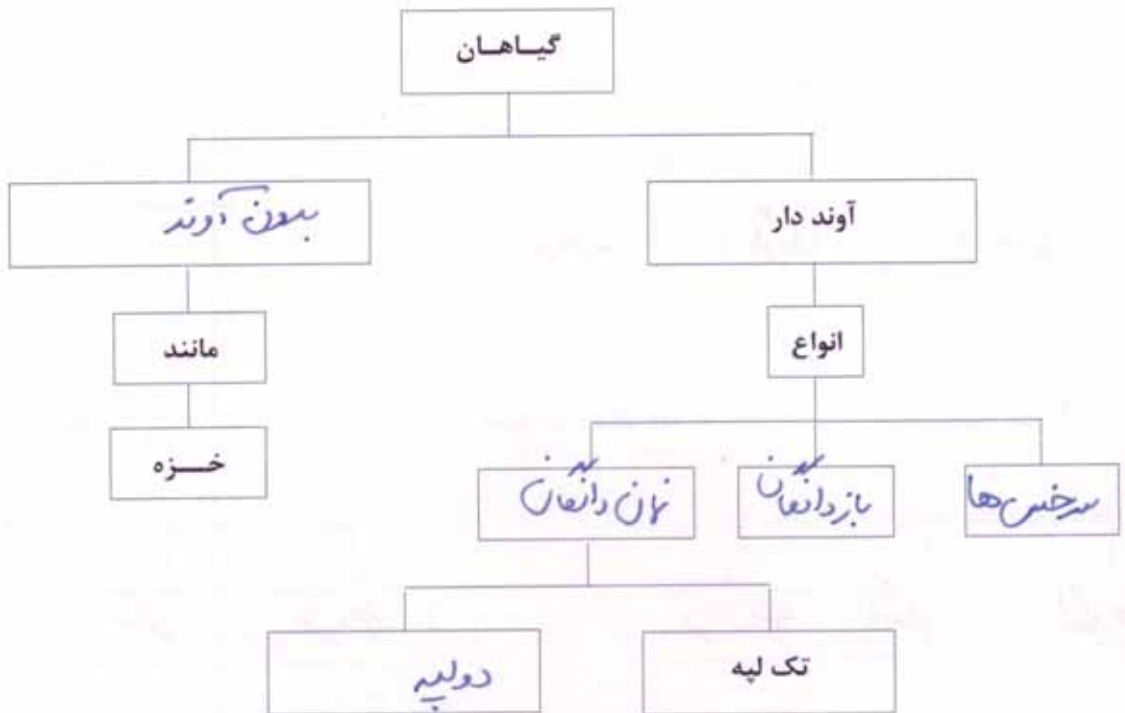 گیاهان
آوند دار
بدون آوند
انواع
مانند
خزه
سرخس ها
بازدانگان
نهان دانگان
تک لپه
دولپه